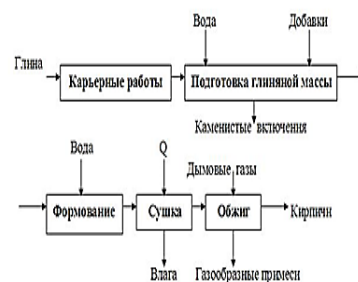 Вода Добавки
Глина
Карьерные работы Подготовка глиняной массы
Каменистые включения
Вода Q Дымовые газы
Формование Сушка Обжиг Кирпичи
Влага Газообразные примеси